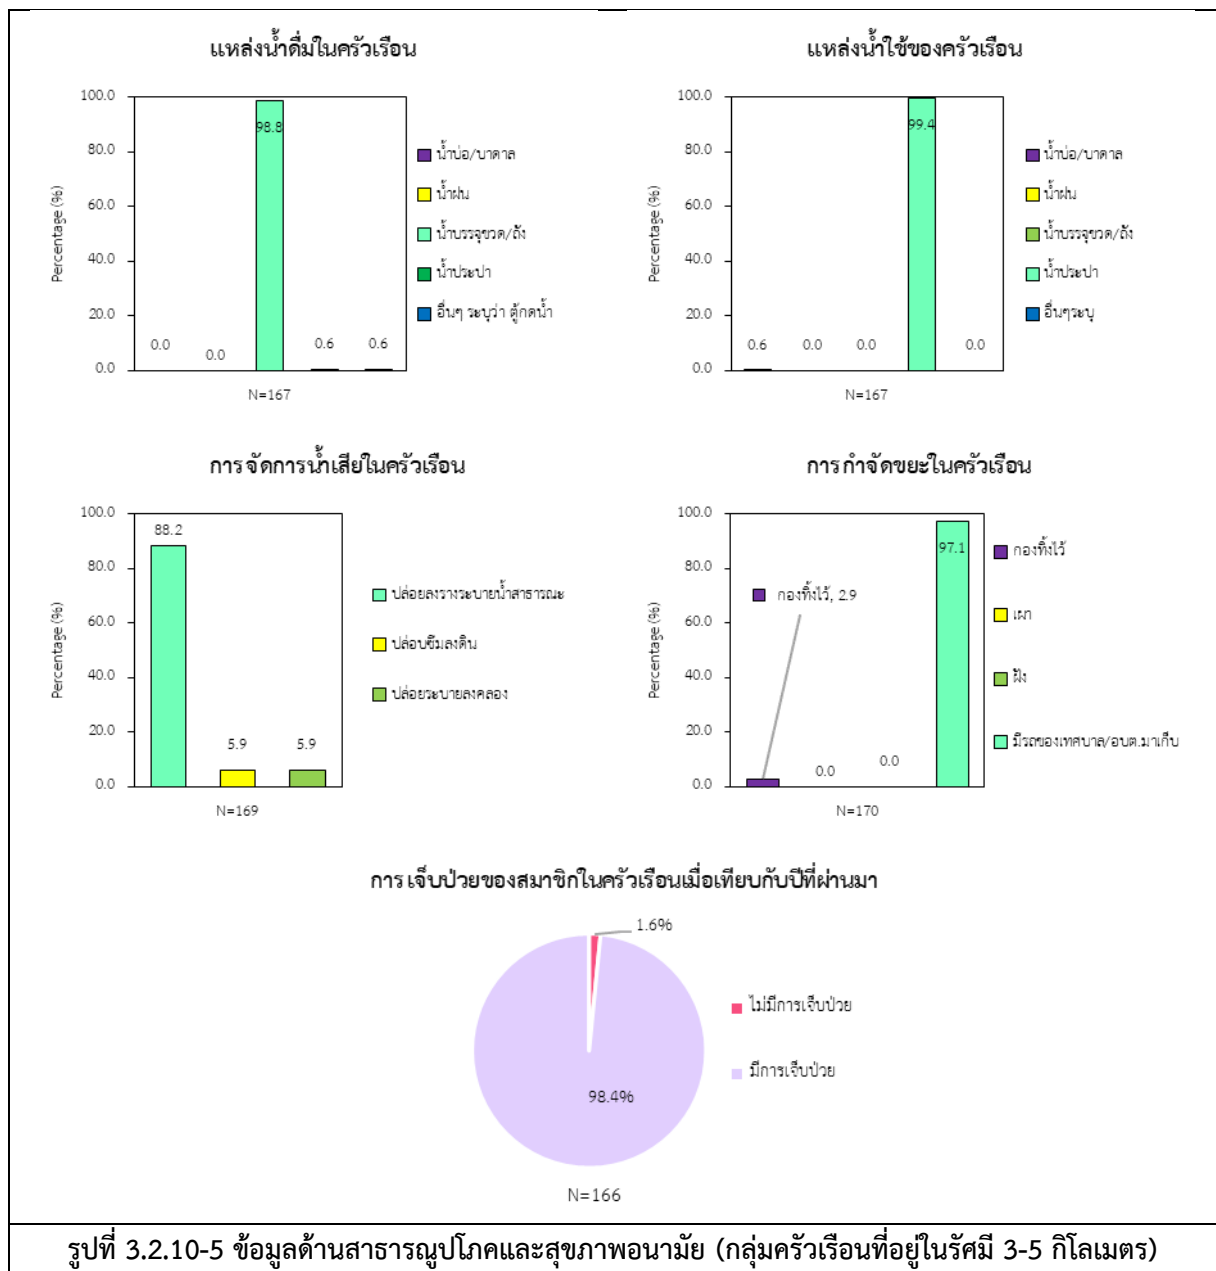 แหล่งน้ำดื่มในครัวเรือน
100.0
80.0
60.0
40.0
20.0
0.0
Percentage (%)
0.0
0.0
98.8
0.6
0.6
N=167
น้ำบ่อ/บาดาล
น้ำฝน
น้ำบรรจุขวด/ถัง
น้ำประปา
อื่นๆ ระบุว่า ตู้กดน้ำ
แหล่งน้ำใช้ของครัวเรือน
100.0
80.0
60.0
40.0
20.0
0.0
Percentage (%)
0.6
0.0
0.0
99.4
0.0
N=167
น้ำบ่อ/บาดาล
น้ำฝน
น้ำบรรจุขวด/ถัง
น้ำประปา
อื่นๆระบุ
การจัดการน้ำเสียในครัวเรือน
100.0
80.0
60.0
40.0
20.0
0.0
Percentage (%)
88.2
5.9
5.9
N=169
ปล่อยลงรางระบายน้ำสาธารณะ
ปล่อบซึมลงดิน
ปล่อยระบายลงคลอง
การกำจัดขยะในครัวเรือน
100.0
80.0
60.0
40.0
20.0
0.0
Percentage (%)
กองทิ้งไว้, 2.9
0.0
0.0
97.1
N=170
กองทิ้งไว้
เผา
ฝัง
มีรถของเทศบาล/อบต.มาเก็บ
การเจ็บป่วยของสมาชิกในครัวเรือนเมื่อเทียบกับปีที่ผ่านมา
1.6%
98.4%
ไม่มีการเจ็บป่วย
มีการเจ็บป่วย
N=166
รูปที่ 3.2.10-5 ข้อมูลด้านสาธารณูปโภคและสุขภาพอนามัย (กลุ่มครัวเรือนที่อยู่ในรัศมี 3-5 กิโลเมตร)